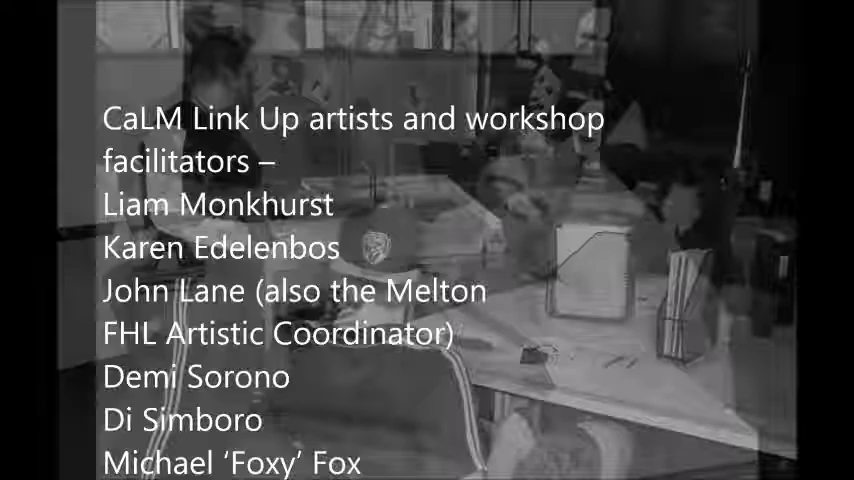 CaLM Link Up artists and workshop
facilitators –
Liam Monkhurst
Karen Edelenbos
John Lane (also the Melton
FHL Artistic Coordinator)
Demi Sorono
Di Simboro
Michael ‘Foxy’ Fox